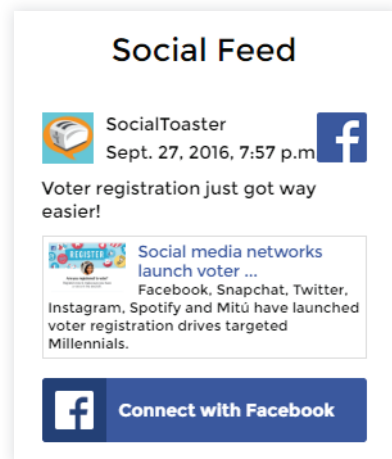 Social Feed
SocialToaster
Sept. 27, 2016, 7:57 p.m
Voter registration just got way
easier!
REGISTER
Social media networks
launch voter ...
Facebook, Snapchat, Twitter,
Instagram, Spotify and Mitú have launched
voter registration drives targeted
Millennials.
Connect with Facebook